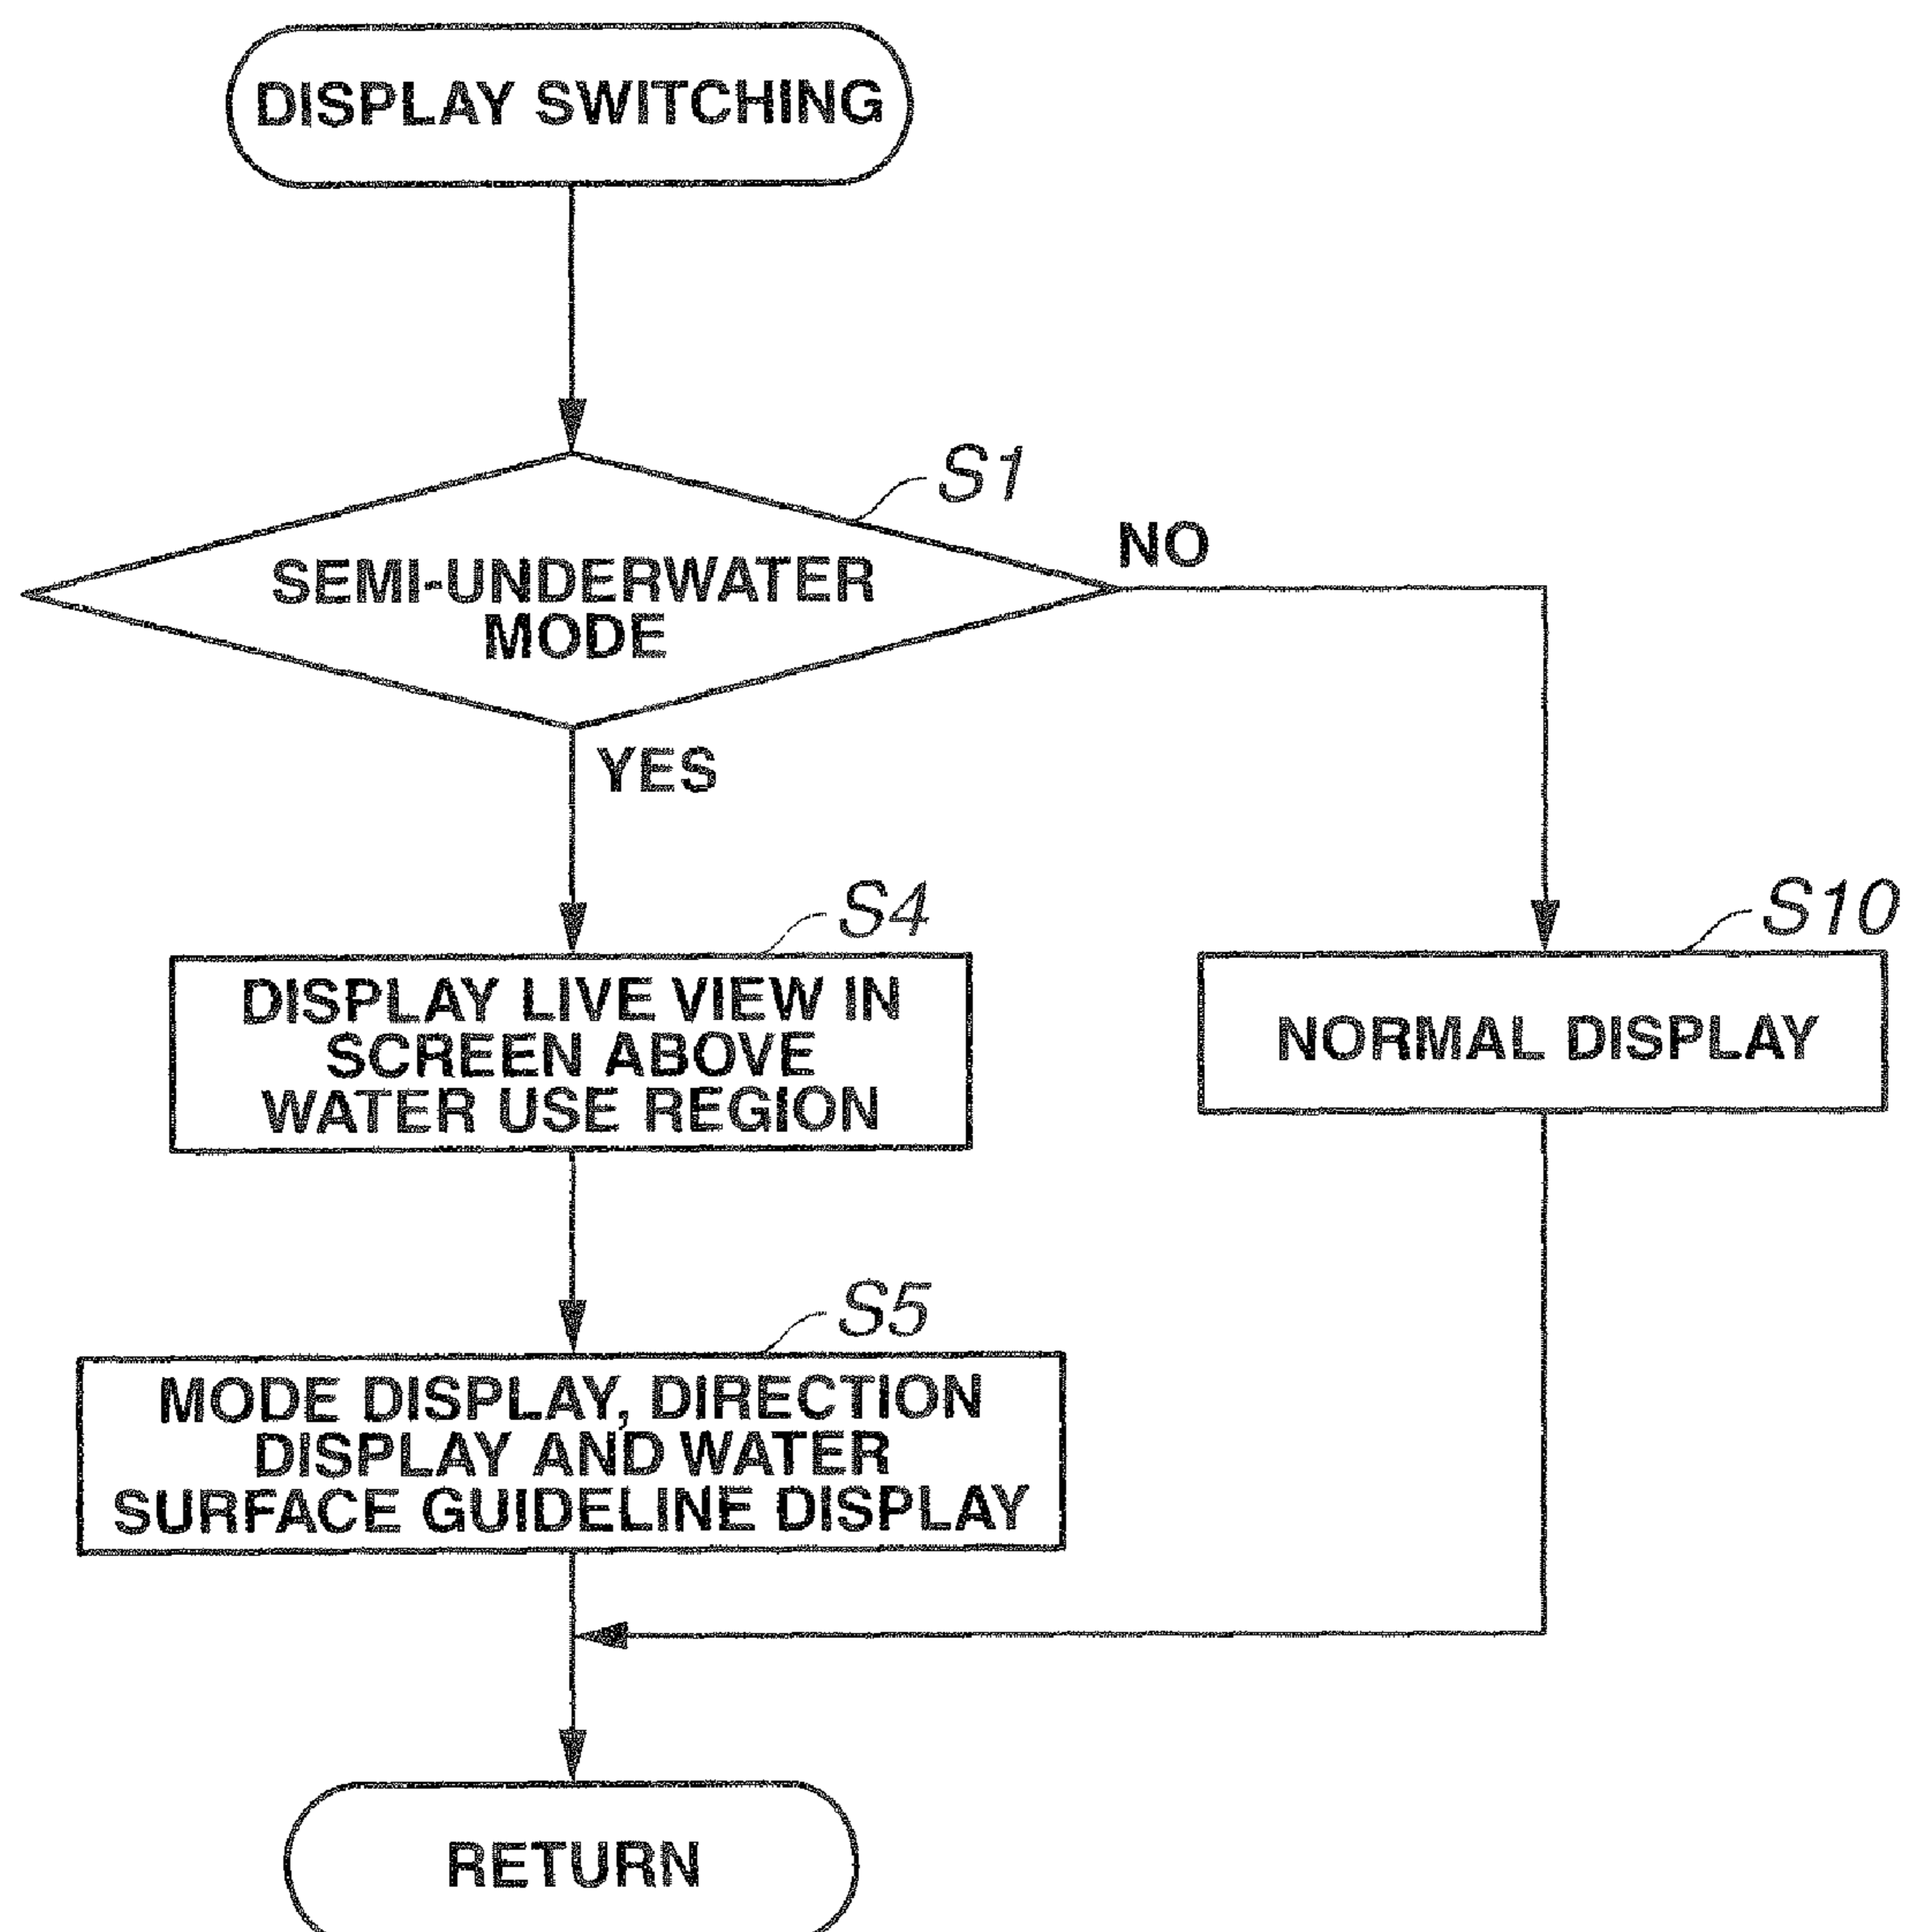 DISPLAY SWITCHING
S1
SEMI-UNDERWATER
MODE
NO
YES
S4
DISPLAY LIVE VIEW IN
SCREEN ABOVE
WATER USE REGION
S10
NORMAL DISPLAY
S5
MODE DISPLAY, DIRECTION
DISPLAY AND WATER
SURFACE GUIDELINE DISPLAY
RETURN